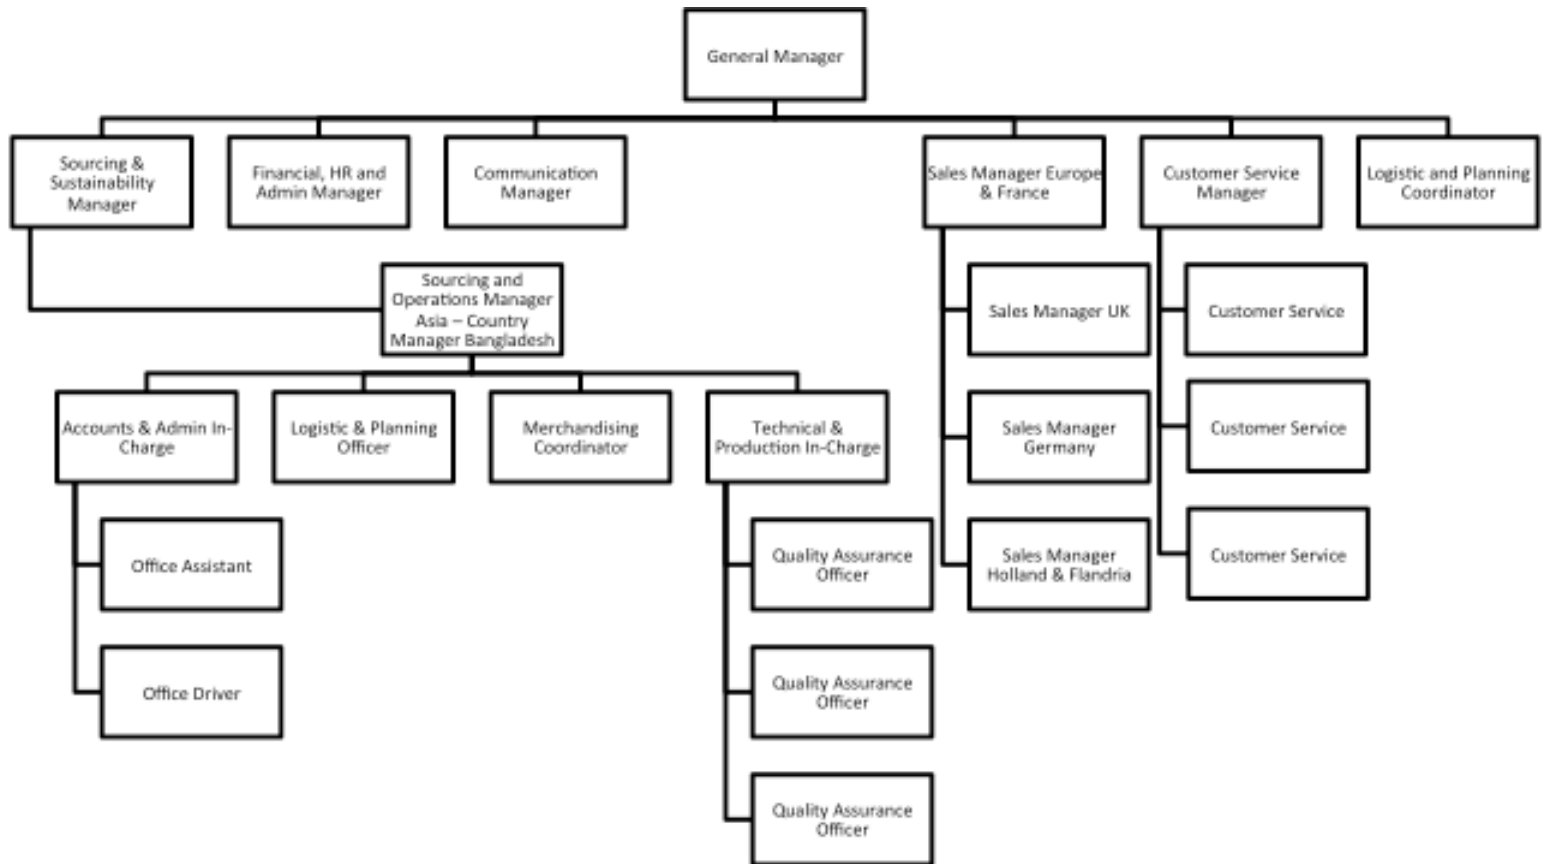 General Manager
Sourcing &
Sustainability
Manager
Financial, HR and
Admin Manager
Communication
Manager
Sales Manager Europe
& France
Customer Service
Manager
Logistic and Planning
Coordinator
Sourcing and
Operations Manager
Asia – Country
Manager Bangladesh
Sales Manager UK
Customer Service
Accounts & Admin In-
Charge
Logistic & Planning
Officer
Merchandising
Coordinator
Technical &
Production In-Charge
Sales Manager
Germany
Customer Service
Office Assistant
Quality Assurance
Officer
Sales Manager
Holland & Flandria
Customer Service
Office Driver
Quality Assurance
Officer
Quality Assurance
Officer